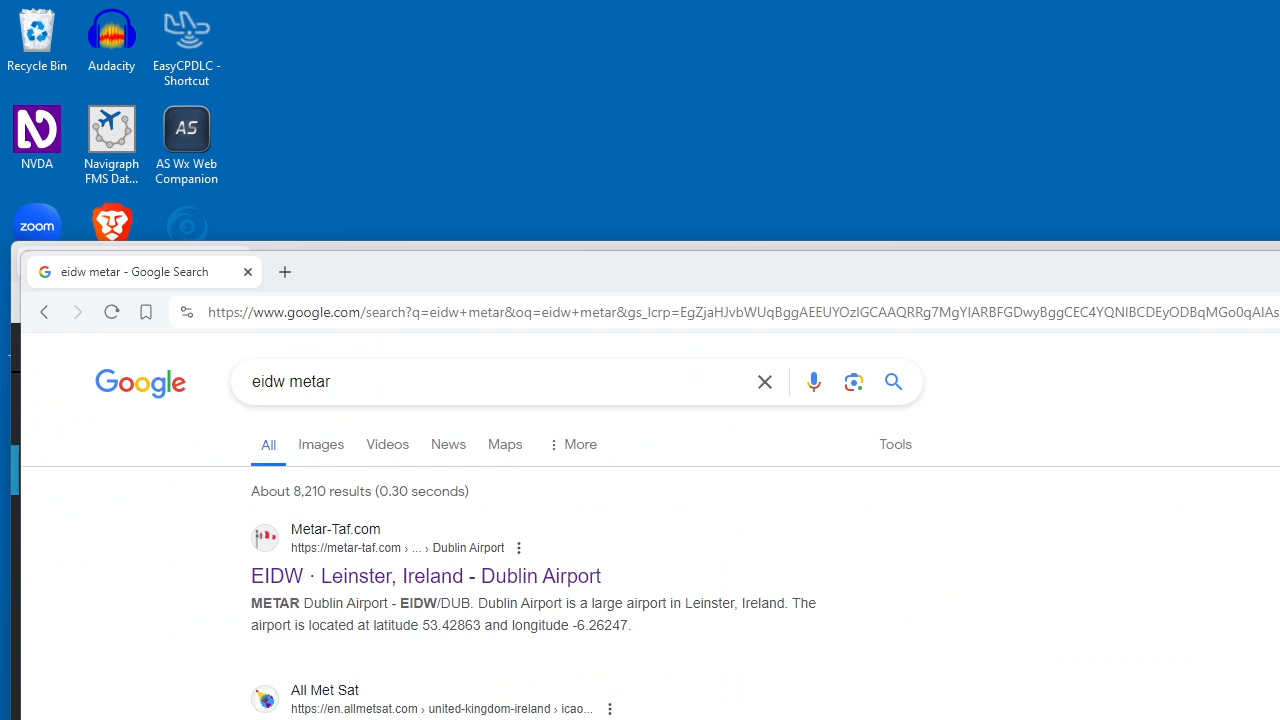 Recycle Bin
Audacity
EasyCPDLC -
Shortcut
NVDA
Navigraph
FMS Dat...
AS
AS Wx Web
Companion
zoom
eidw metar - Google Search
https://www.google.com/search?q=eidw+metar&oq=eidw+metar&gs_lcrp=EgZjaHJvbWUqBggAEEUYOzIGCAAQRRg7MgYIARBFGDwyBggCEC4YQNIBCDEyODBqMGo0qAIAs
Google
eidw metar
All
Images
Videos
News
Maps
More
Tools
About 8,210 results (0.30 seconds)
Metar-Taf.com
https://metar-taf.com › ... › Dublin Airport
EIDW · Leinster, Ireland - Dublin Airport
METAR Dublin Airport - EIDW/DUB. Dublin Airport is a large airport in Leinster, Ireland. The
airport is located at latitude 53.42863 and longitude -6.26247.
All Met Sat
https://en.allmetsat.com › united-kingdom-ireland › icao...